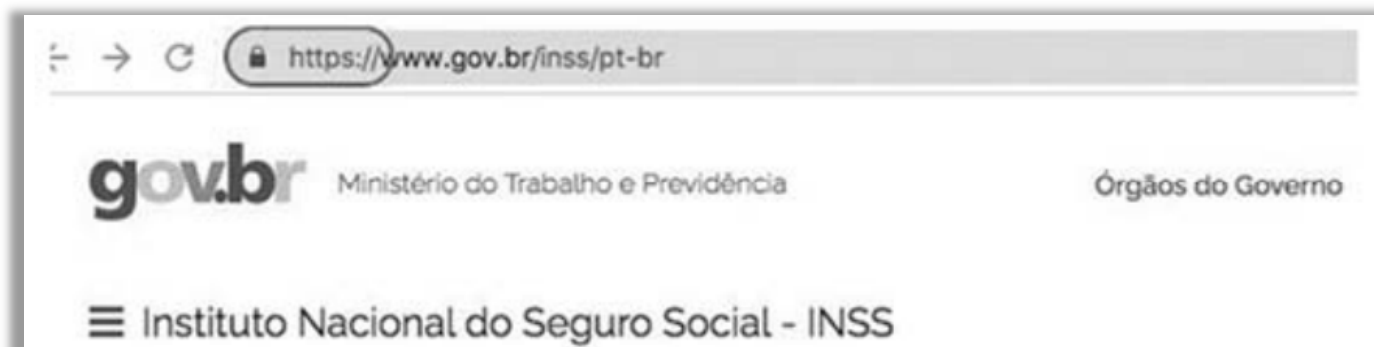 https://www.gov.br/inss/pt-br
gov.br Ministério do Trabalho e Previdência Órgãos do Governo
Instituto Nacional do Seguro Social - INSS